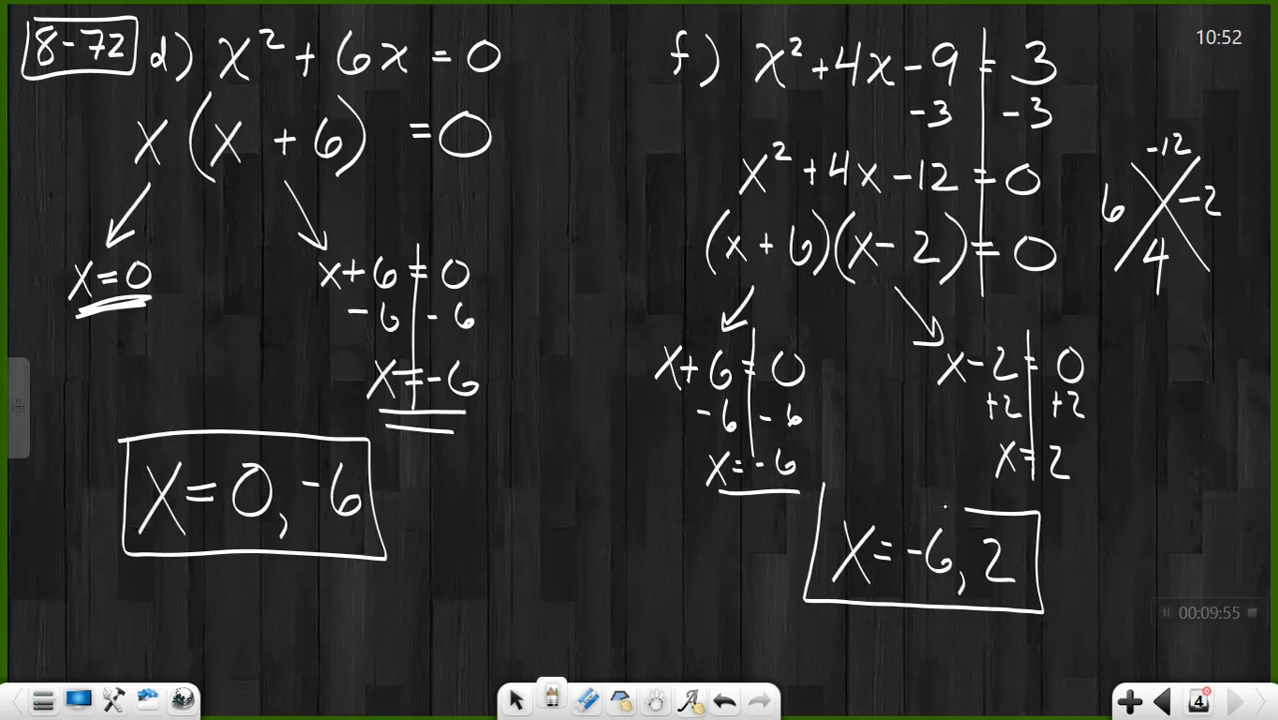 8-72 d) x² + 6x = 0
x (x + 6) = 0
x = 0
x + 6 = 0
- 6 - 6
x = -6
x = 0, -6
f) x² + 4x - 9 = 3
-3 -3
x² + 4x - 12 = 0
(x + 6)(x - 2) = 0
-12
6 -2
4
x + 6 = 0
- 6 - 6
x = -6
x - 2 = 0
+2 +2
x = 2
x = -6, 2
10:52
00:09:55
4
0